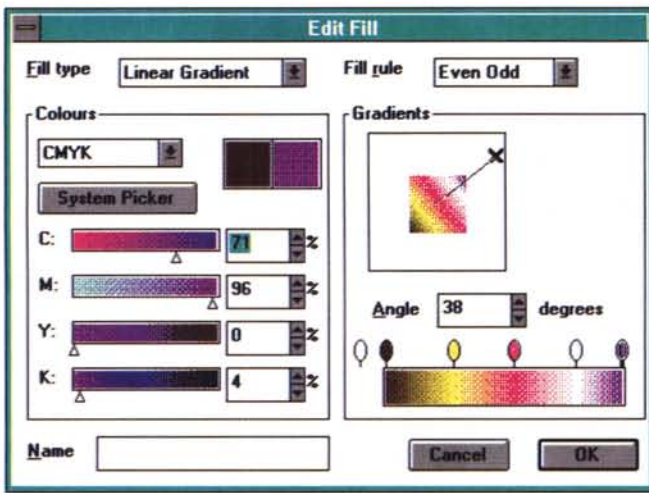 Edit Fill
Fill type Linear Gradient Fill rule Even Odd
Colours Gradients
CMYK
System Picker
C: 71 %
M: 96 %
Angle 38 degrees
Y: 0 %
K: 4 %
Name Cancel OK